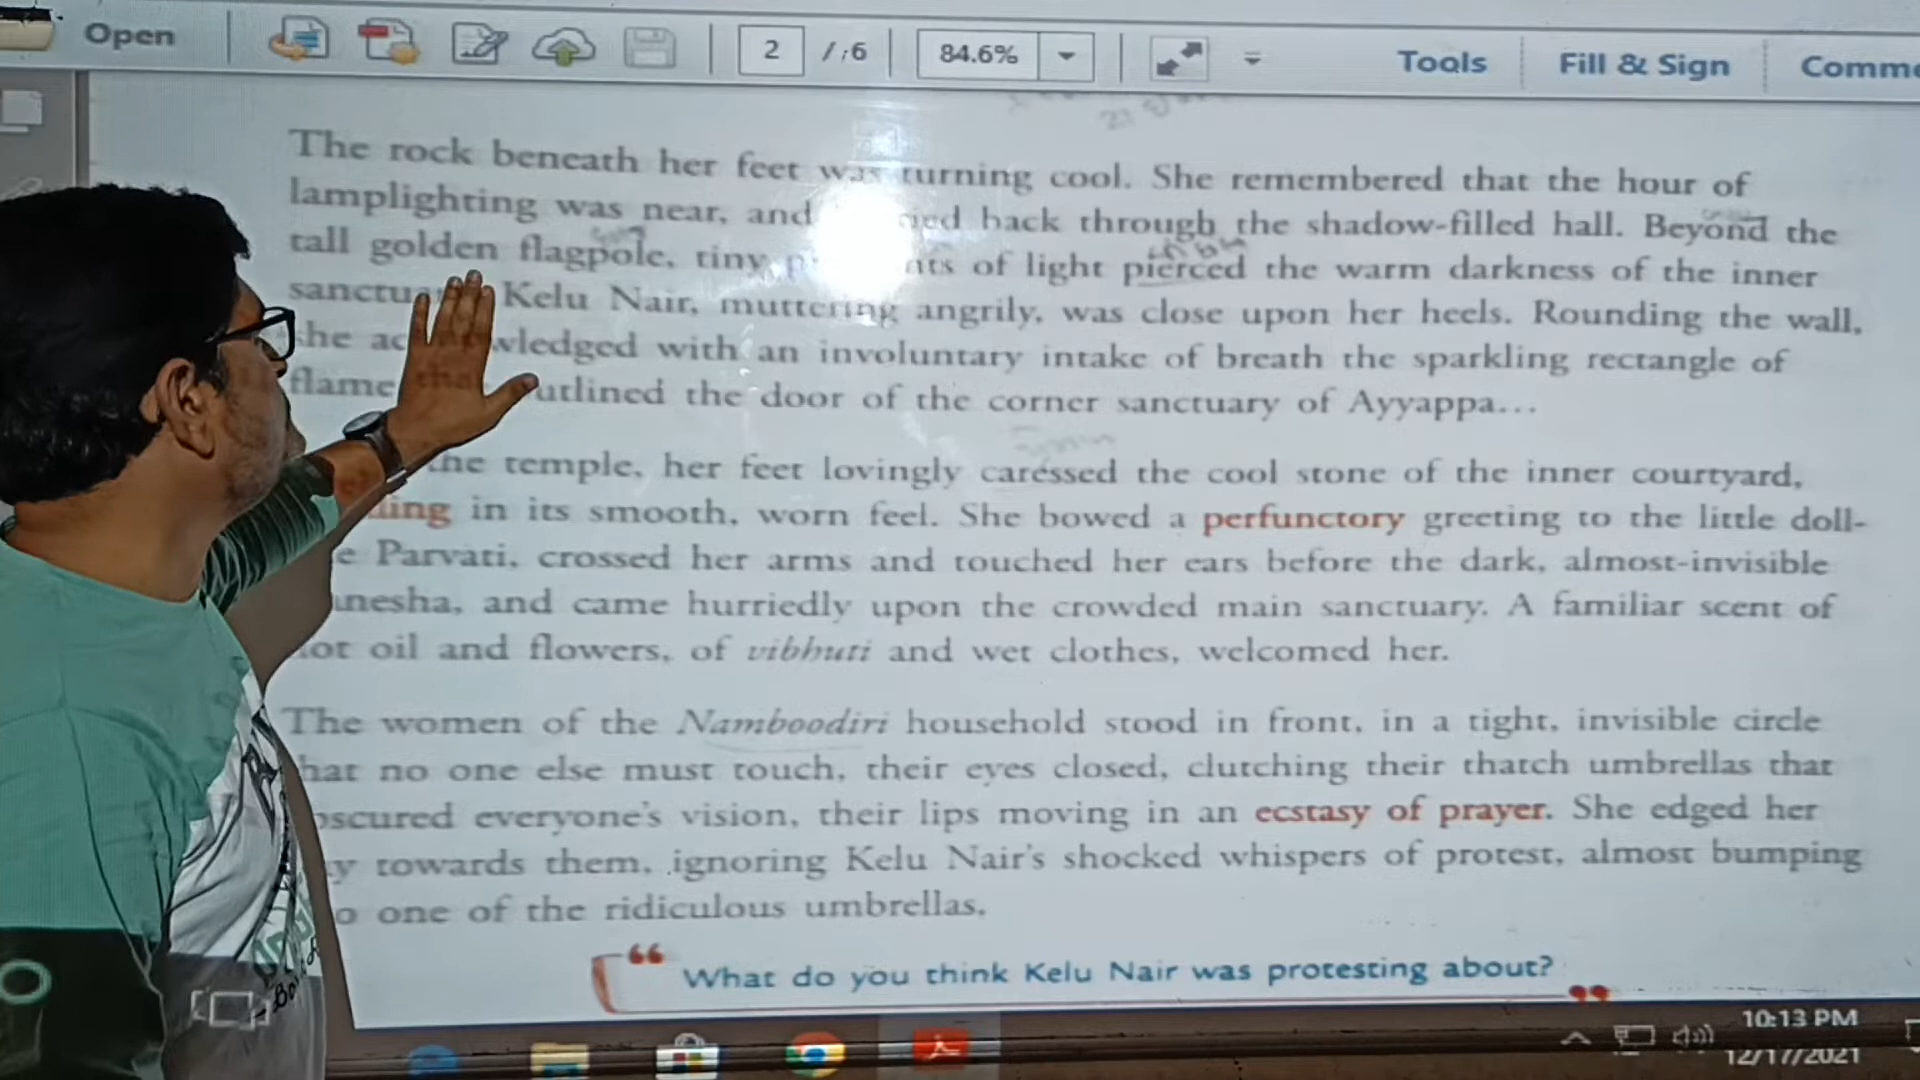 Open
2 / 6
84.6%
Tools
Fill & Sign
The rock beneath her feet was turning cool. She remembered that the hour of
lamplighting was near, and back through the shadow-filled hall. Beyond the
tall golden flagpole, tiny of light pierced the warm darkness of the inner
Kelu Nair, muttering angrily, was close upon her heels. Rounding the wall,
with an involuntary intake of breath the sparkling rectangle of
flame the door of the corner sanctuary of Ayyappa...
the temple, her feet lovingly caressed the cool stone of the inner courtyard,
in its smooth, worn feel. She bowed a perfunctory greeting to the little doll-
Parvati, crossed her arms and touched her ears before the dark, almost-invisible
and came hurriedly upon the crowded main sanctuary. A familiar scent of
oil and flowers, of vibhuti and wet clothes, welcomed her.
The women of the Namboodiri household stood in front, in a tight, invisible circle
no one else must touch, their eyes closed, clutching their thatch umbrellas that
everyone's vision, their lips moving in an ecstasy of prayer. She edged her
towards them, ignoring Kelu Nair's shocked whispers of protest, almost bumping
one of the ridiculous umbrellas.
“ What do you think Kelu Nair was protesting about? ”
10:13 PM
12/17/2021